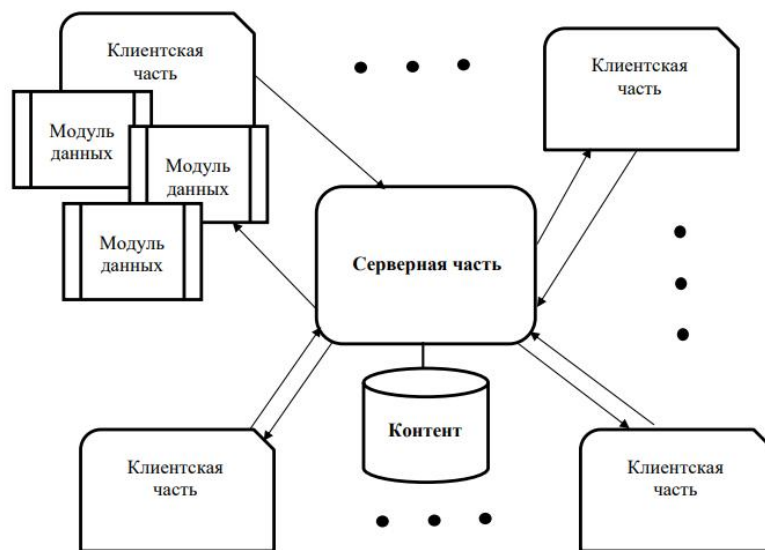 Клиентская
часть
Клиентская
часть
Модуль
данных
Модуль
данных
Модуль
данных
Серверная часть
Контент
Клиентская
часть
Клиентская
часть